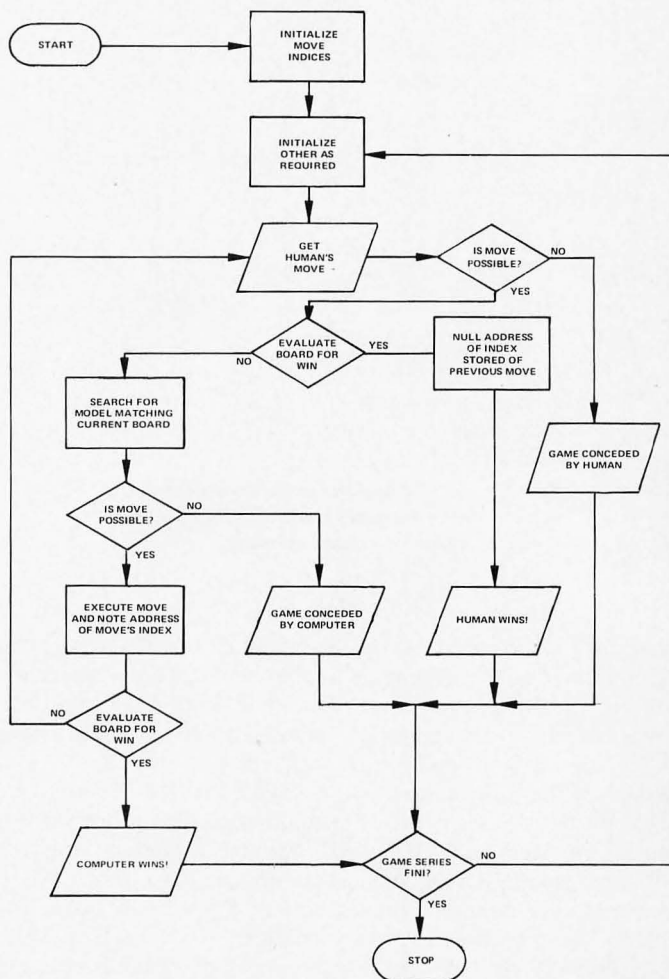 START
INITIALIZE
MOVE
INDICES
INITIALIZE
OTHER AS
REQUIRED
GET
HUMAN'S
MOVE
IS MOVE
POSSIBLE?
NO
YES
EVALUATE
BOARD FOR
WIN
NO
YES
NULL ADDRESS
OF INDEX
STORED OF
PREVIOUS MOVE
SEARCH FOR
MODEL MATCHING
CURRENT BOARD
GAME CONCEDED
BY HUMAN
IS MOVE
POSSIBLE?
NO
YES
EXECUTE MOVE
AND NOTE ADDRESS
OF MOVE'S INDEX
GAME CONCEDED
BY COMPUTER
HUMAN WINS!
NO
EVALUATE
BOARD FOR
WIN
YES
COMPUTER WINS!
GAME SERIES
FINI?
NO
YES
STOP